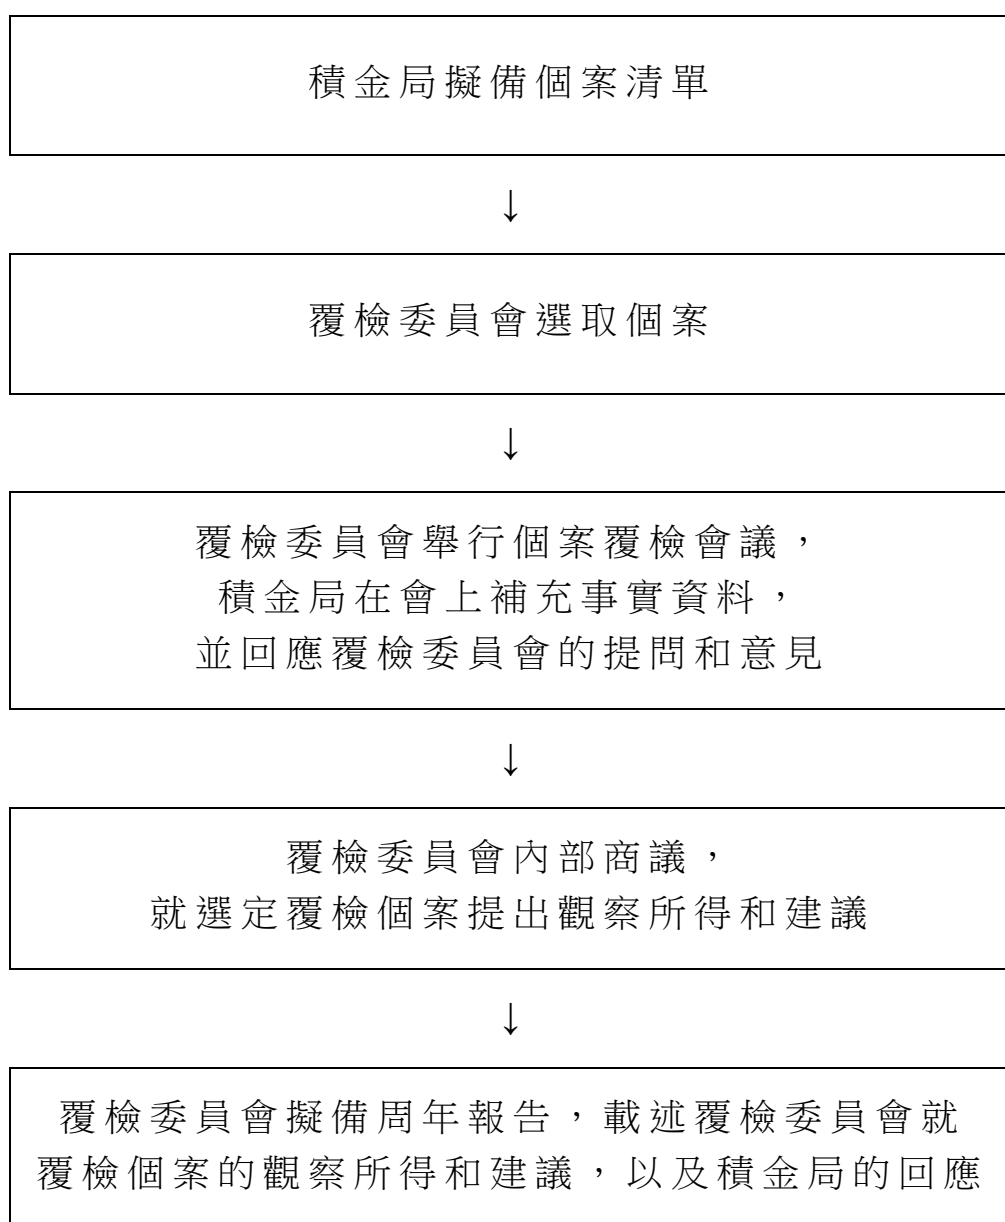 積金局擬備個案清單
↓
覆檢委員會選取個案
↓
覆檢委員會舉行個案覆檢會議，
積金局在會上補充事實資料，
並回應覆檢委員會的提問和意見
↓
覆檢委員會內部商議，
就選定覆檢個案提出觀察所得和建議
↓
覆檢委員會擬備周年報告，載述覆檢委員會就
覆檢個案的觀察所得和建議，以及積金局的回應